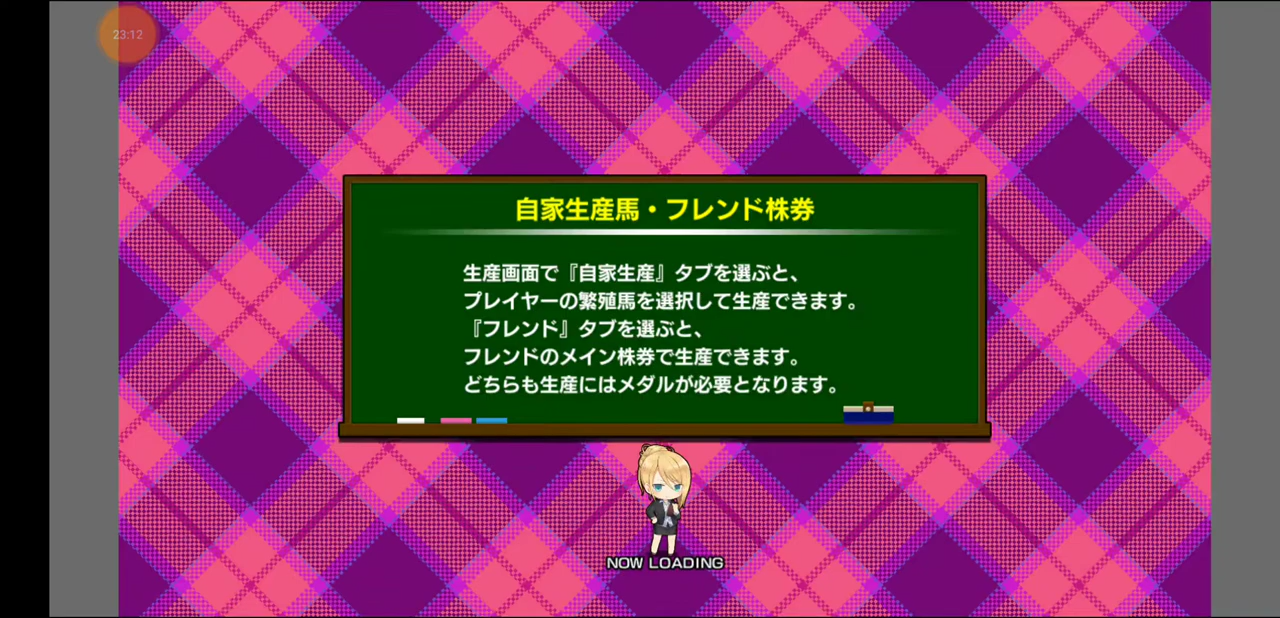 23:12
自家生産馬・フレンド株券
生産画面で『自家生産』タブを選ぶと、
プレイヤーの繁殖馬を選択して生産できます。
『フレンド』タブを選ぶと、
フレンドのメイン株券で生産できます。
どちらも生産にはメダルが必要となります。
NOW LOADING